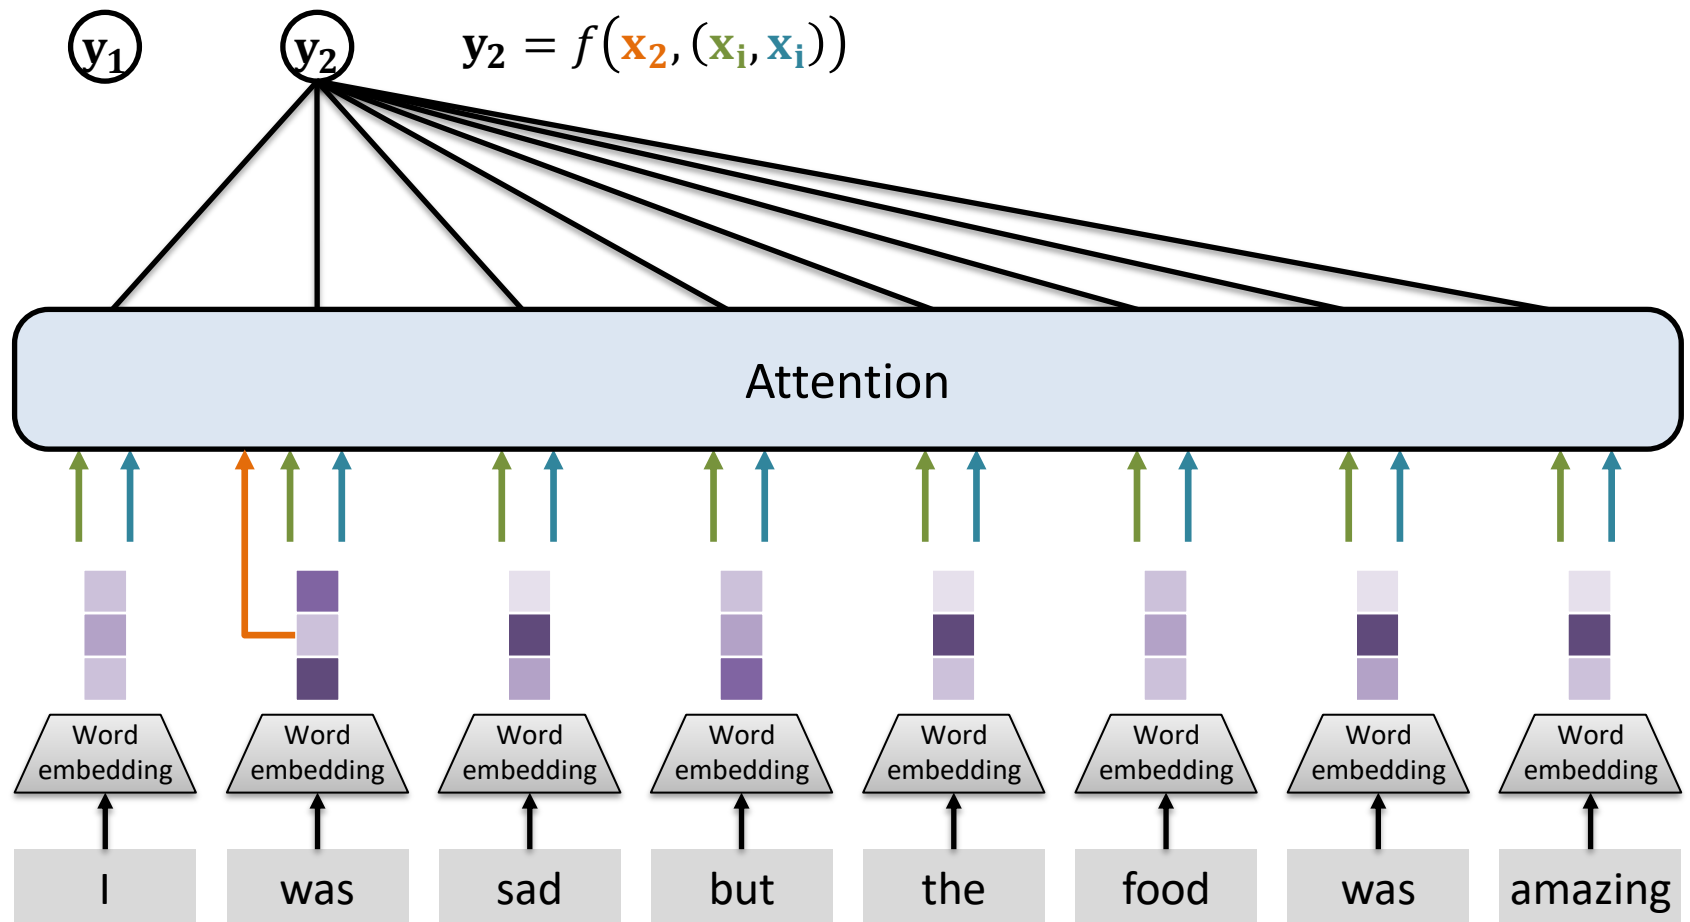 y₁ y₂ y₂ = f(x₂, (xᵢ, xᵢ))
Attention
Word Word Word Word Word Word Word Word
embedding embedding embedding embedding embedding embedding embedding embedding
I was sad but the food was amazing